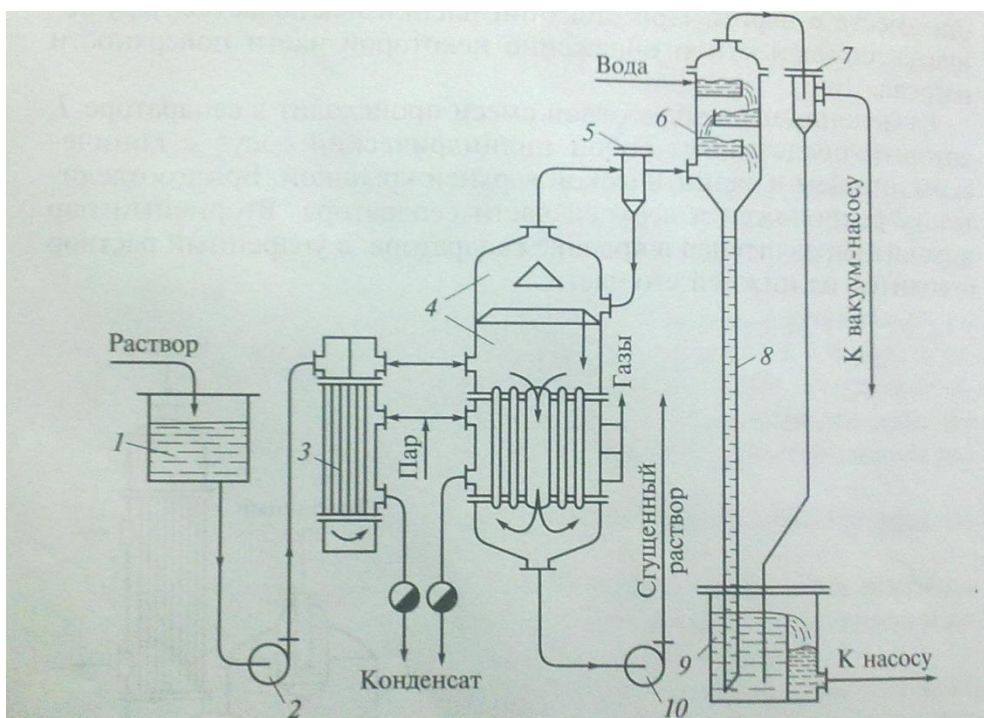 Вода
7
6
5
К вакуум-насосу
4
Раствор
Газы
8
1
3
Пар
Сгущенный
раствор
9
К насосу
Конденсат
2
10